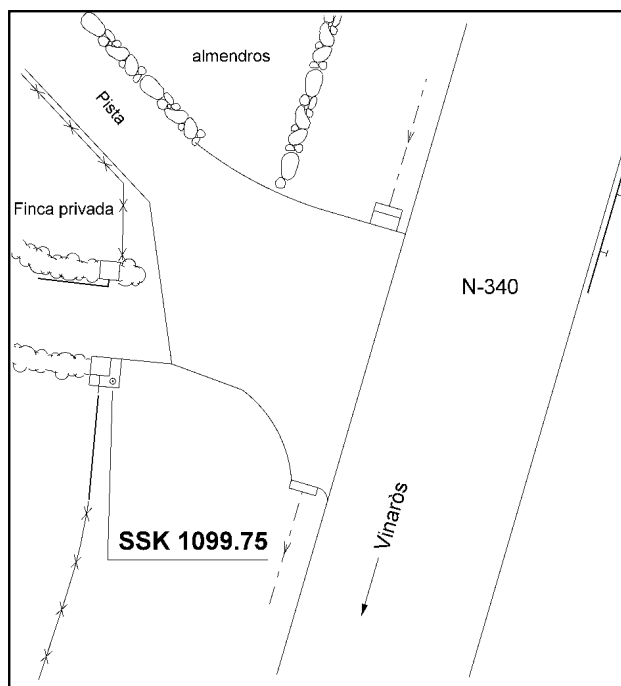 almendros
Pista
Finca privada
N-340
Vinaròs
SSK 1099.75